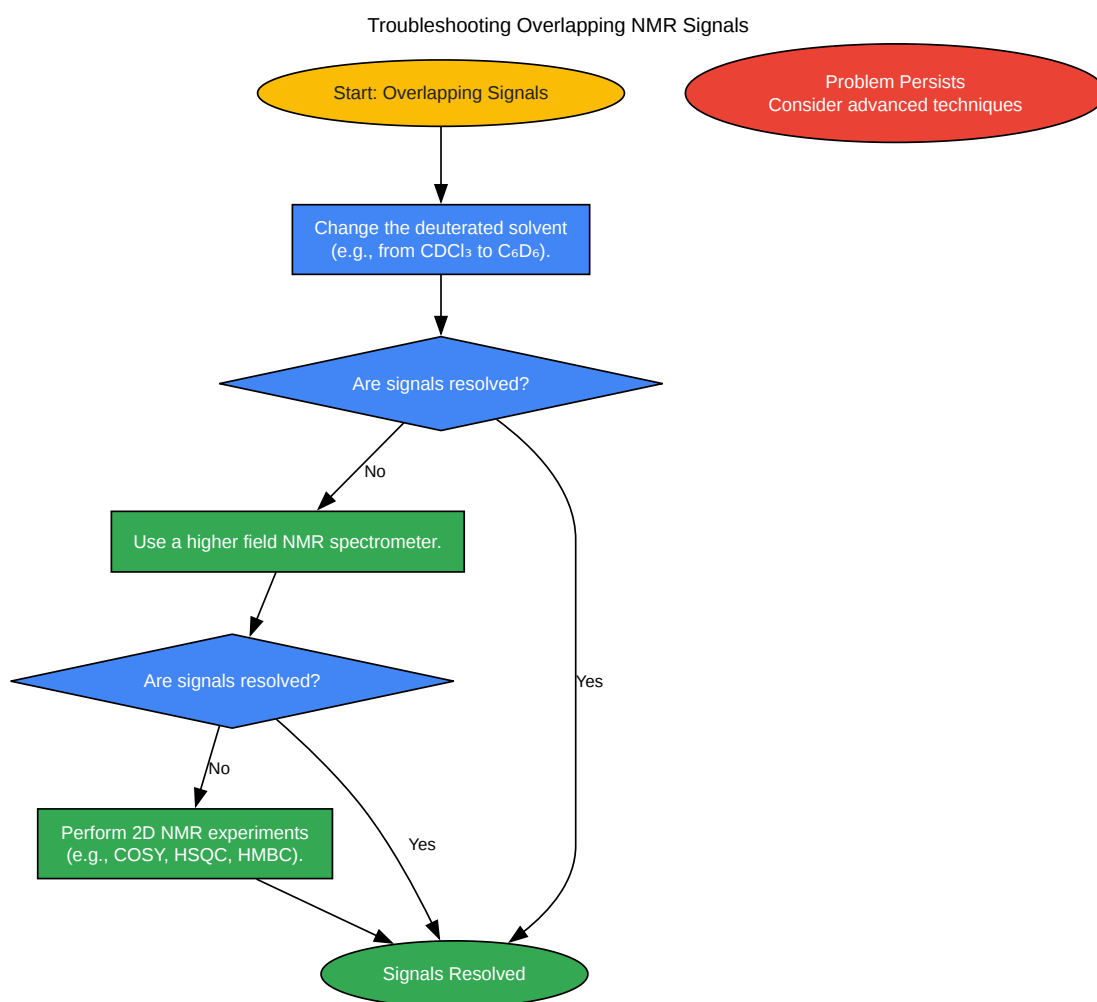 Troubleshooting Overlapping NMR Signals
Start: Overlapping Signals
Problem Persists
Consider advanced techniques
Change the deuterated solvent
(e.g., from CDCl₃ to C₆D₆).
Are signals resolved?
No
Use a higher field NMR spectrometer.
Are signals resolved?
Yes
No
Perform 2D NMR experiments
(e.g., COSY, HSQC, HMBC).
Yes
Signals Resolved